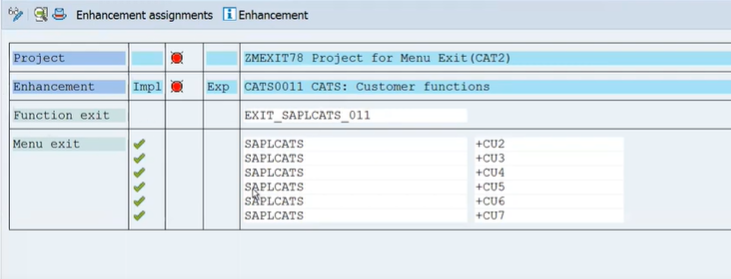 Enhancement assignments Enhancement
Project ZMEXIT78 Project for Menu Exit(CAT2)
Enhancement Impl Exp CATS0011 CATS: Customer functions
Function exit EXIT_SAPLCATS_011
Menu exit SAPLCATS +CU2
SAPLCATS +CU3
SAPLCATS +CU4
SAPLCATS +CU5
SAPLCATS +CU6
SAPLCATS +CU7